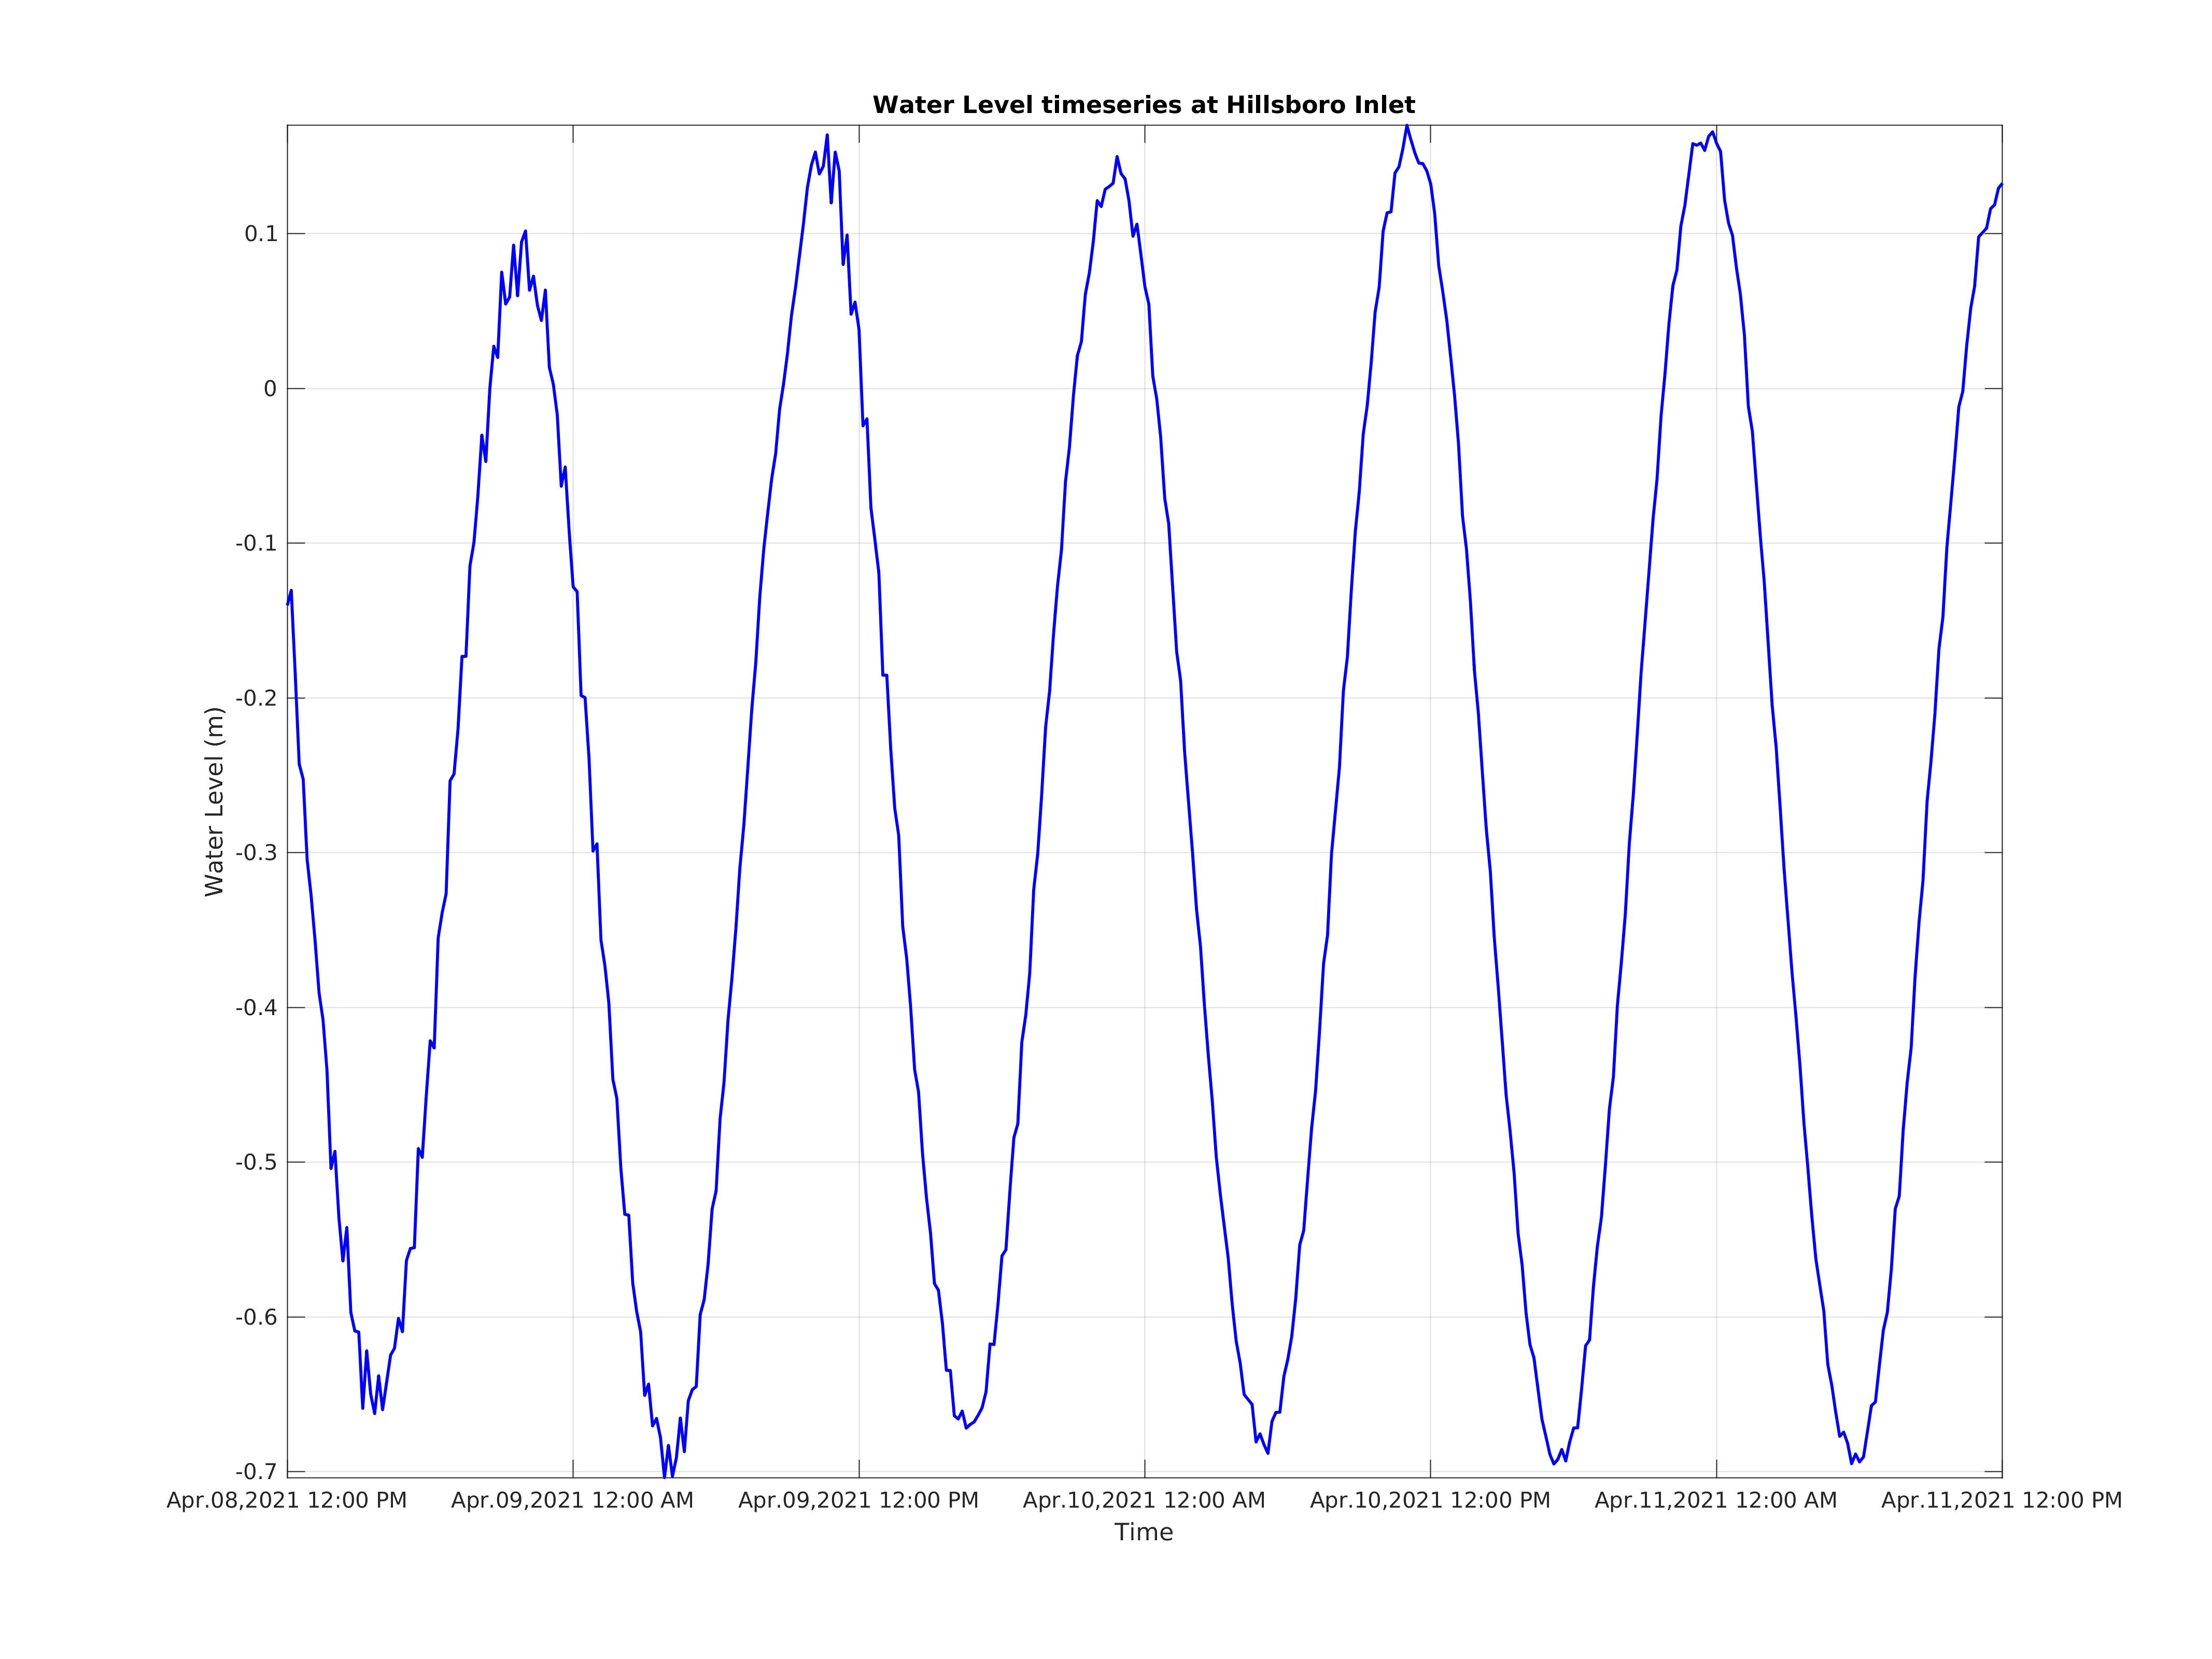 Water Level timeseries at Hillsboro Inlet
0.1
0
-0.1
-0.2
-0.3
-0.4
-0.5
-0.6
-0.7
Water Level (m)
Apr.08,2021 12:00 PM
Apr.09,2021 12:00 AM
Apr.09,2021 12:00 PM
Apr.10,2021 12:00 AM
Apr.10,2021 12:00 PM
Apr.11,2021 12:00 AM
Apr.11,2021 12:00 PM
Time